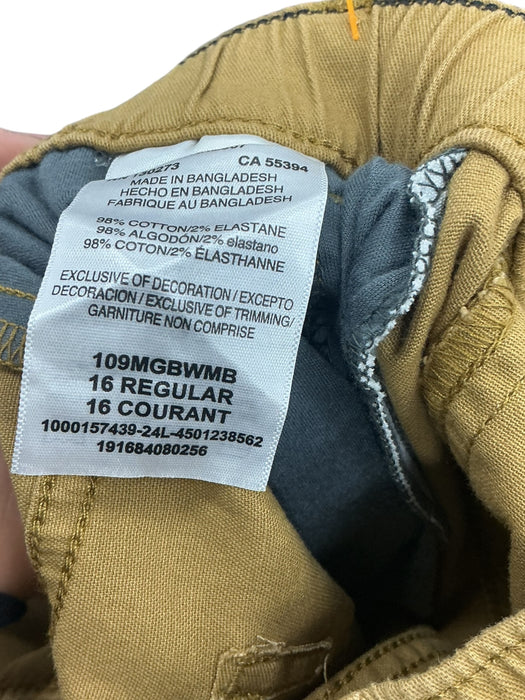 CA 55394
MADE IN BANGLADESH
HECHO EN BANGLADESH
FABRIQUE AU BANGLADESH
98% COTTON/2% ELASTANE
98% ALGODÓN/2% elastano
98% COTON/2% ÉLASTHANNE
EXCLUSIVE OF DECORATION / EXCEPTO
DECORACION / EXCLUSIVE OF TRIMMING/
GARNITURE NON COMPRISE
109MGBWMB
16 REGULAR
16 COURANT
1000157439-24L-4501238562
191684080256